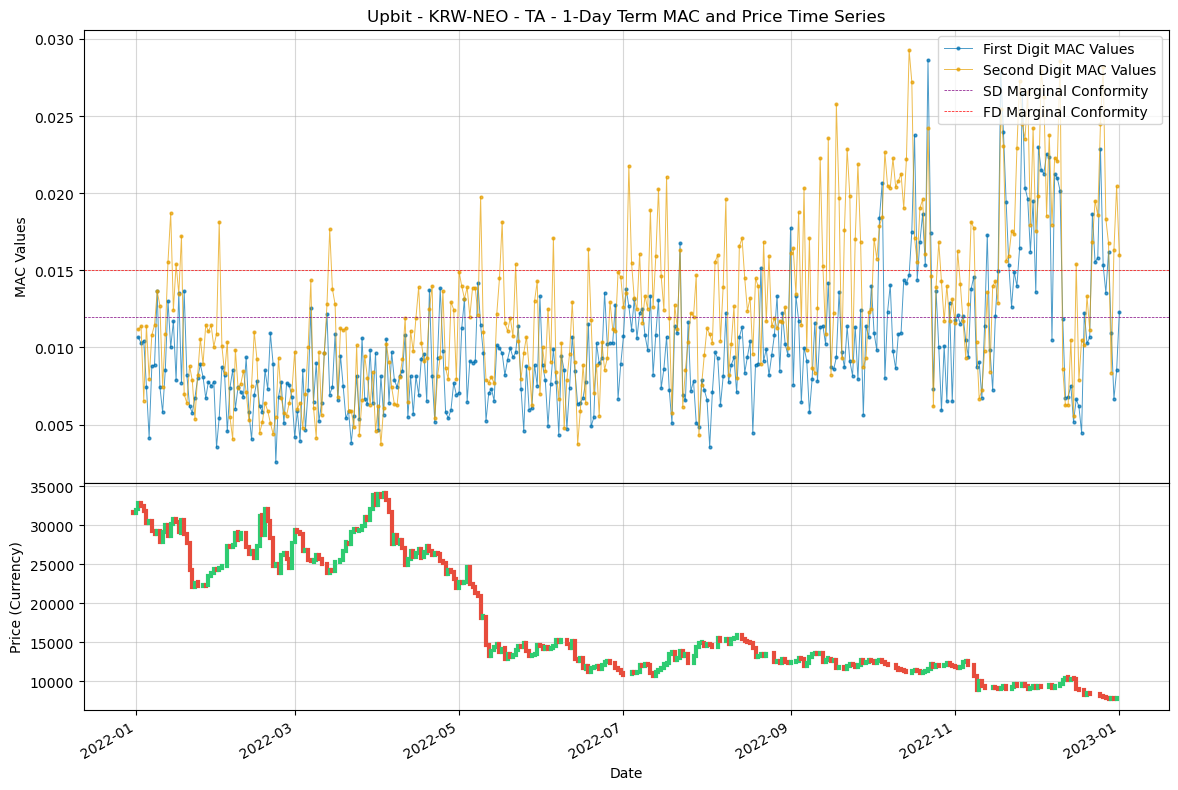 Upbit - KRW-NEO - TA - 1-Day Term MAC and Price Time Series
First Digit MAC Values
Second Digit MAC Values
SD Marginal Conformity
FD Marginal Conformity
MAC Values
0.030
0.025
0.020
0.015
0.010
0.005
Price (Currency)
35000
30000
25000
20000
15000
10000
2022-01
2022-03
2022-05
2022-07
2022-09
2022-11
2023-01
Date